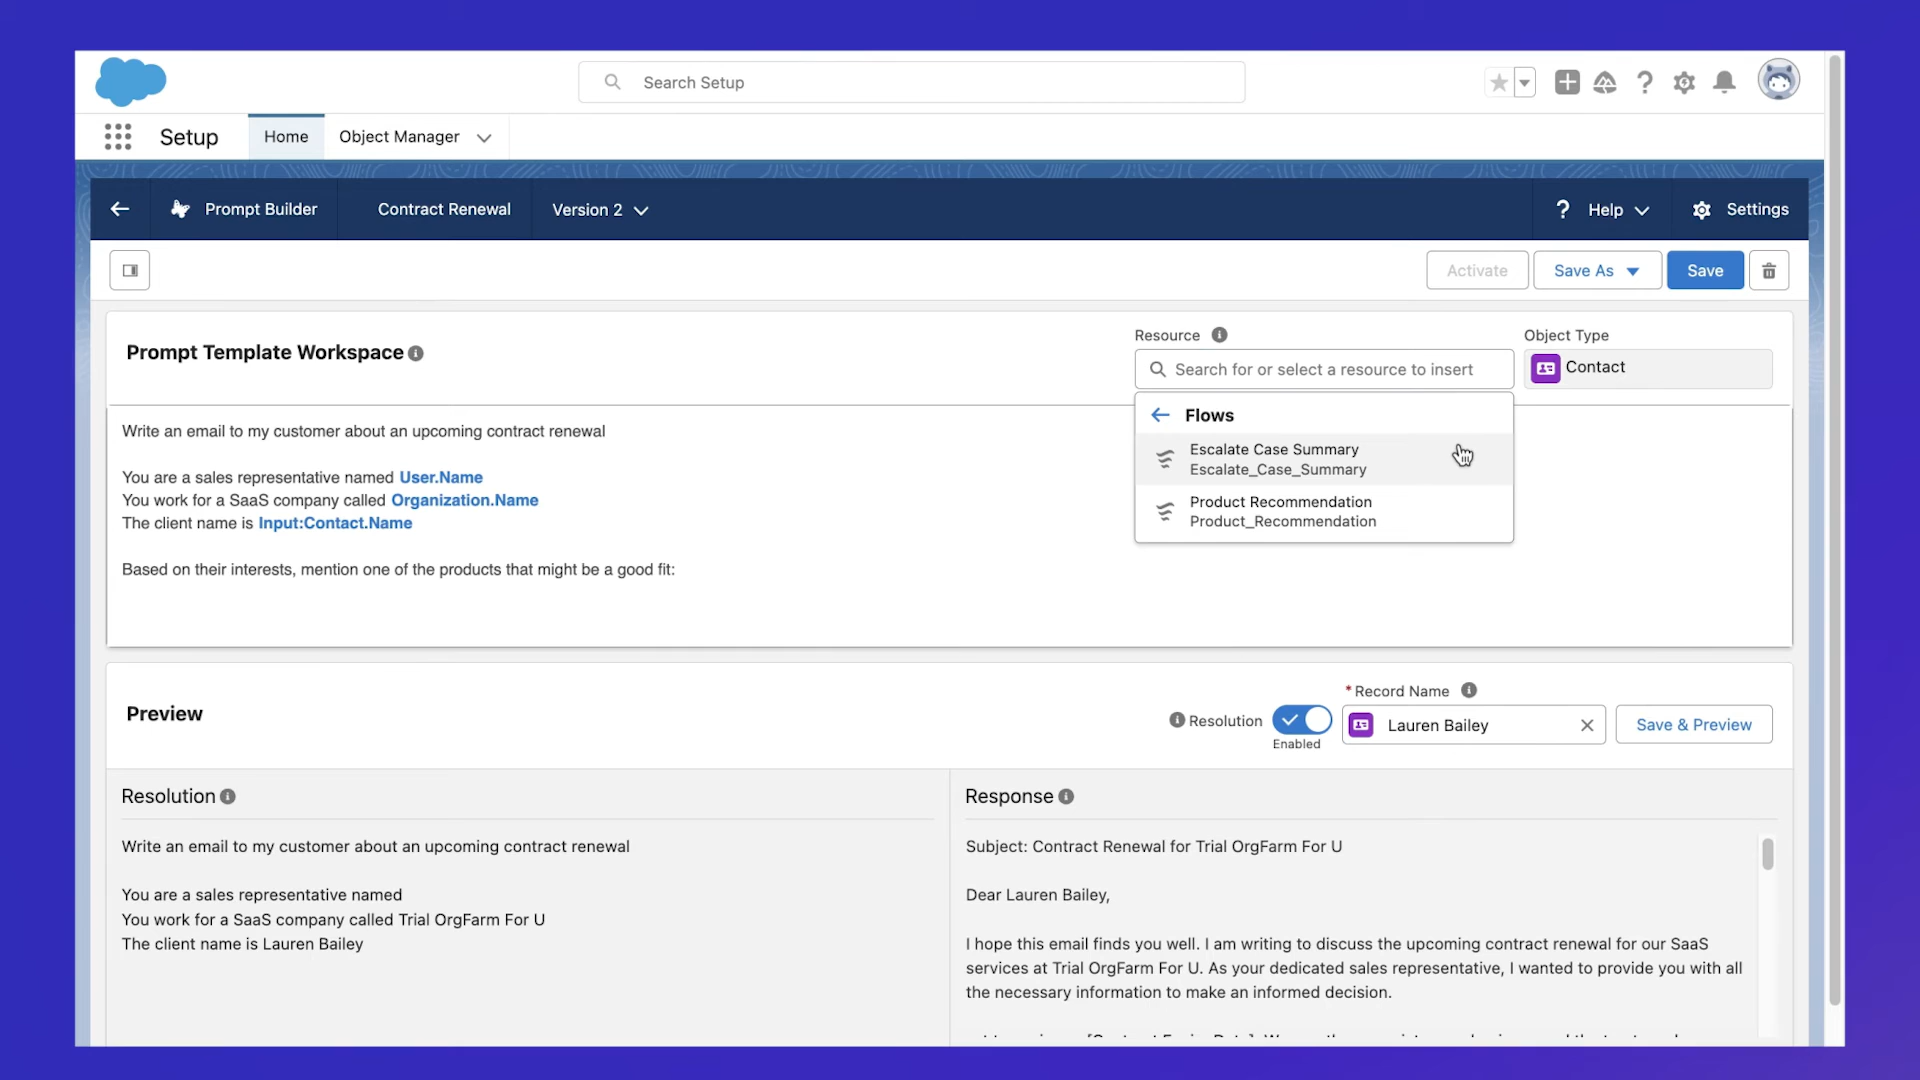 Search Setup
Setup
Home
Object Manager
Prompt Builder
Contract Renewal
Version 2
Help
Settings
Activate
Save As
Save
Prompt Template Workspace
Resource
Search for or select a resource to insert
Object Type
Contact
Flows
Escalate Case Summary
Escalate_Case_Summary
Product Recommendation
Product_Recommendation
Write an email to my customer about an upcoming contract renewal
You are a sales representative named User.Name
You work for a SaaS company called Organization.Name
The client name is Input:Contact.Name
Based on their interests, mention one of the products that might be a good fit:
Preview
Resolution
Enabled
* Record Name
Lauren Bailey
Save & Preview
Resolution
Write an email to my customer about an upcoming contract renewal
You are a sales representative named
You work for a SaaS company called Trial OrgFarm For U
The client name is Lauren Bailey
Response
Subject: Contract Renewal for Trial OrgFarm For U
Dear Lauren Bailey,
I hope this email finds you well. I am writing to discuss the upcoming contract renewal for our SaaS
services at Trial OrgFarm For U. As your dedicated sales representative, I wanted to provide you with all
the necessary information to make an informed decision.